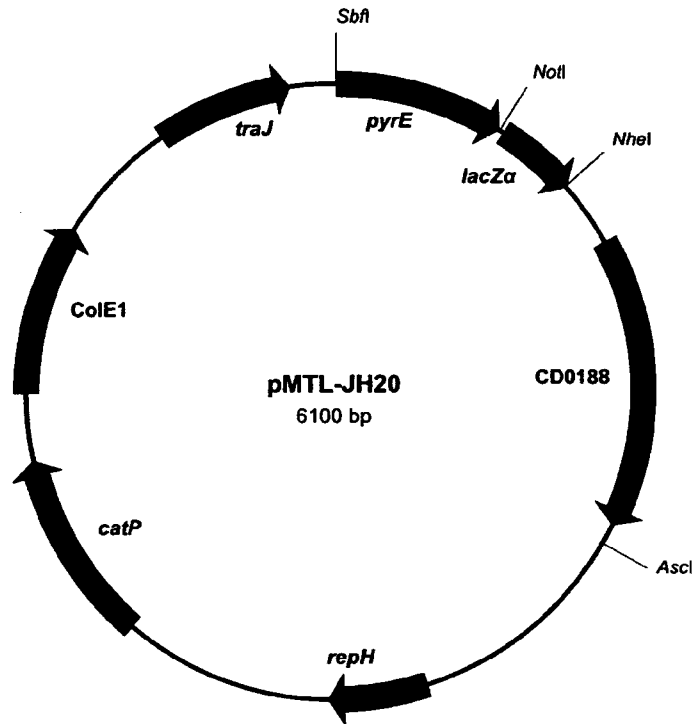 SbfI
NotI
traJ
pyrE
NheI
lacZα
ColE1
CD0188
pMTL-JH20
6100 bp
catP
AscI
repH